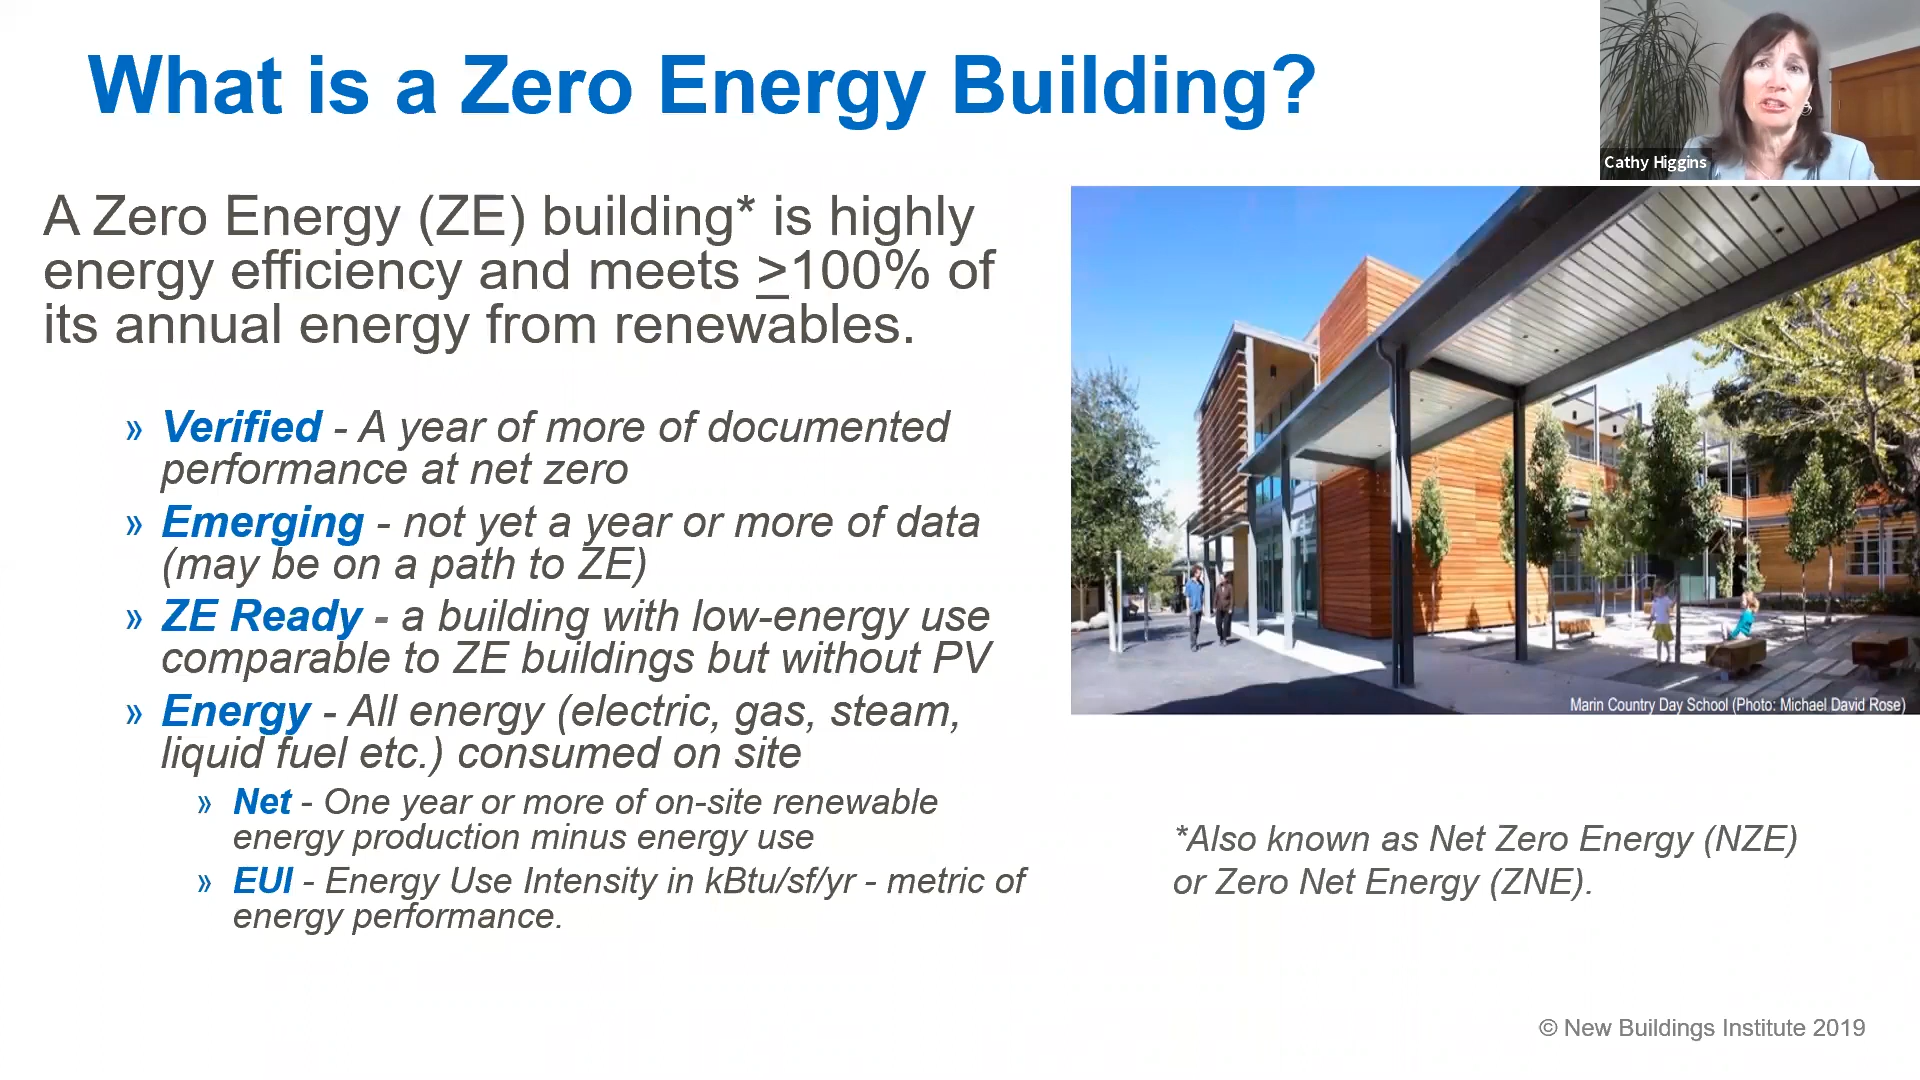 What is a Zero Energy Building?
Cathy Higgins
A Zero Energy (ZE) building* is highly
energy efficiency and meets >100% of
its annual energy from renewables.
» Verified - A year of more of documented
performance at net zero
» Emerging - not yet a year or more of data
(may be on a path to ZE)
» ZE Ready - a building with low-energy use
comparable to ZE buildings but without PV
» Energy - All energy (electric, gas, steam,
liquid fuel etc.) consumed on site
» Net - One year or more of on-site renewable
energy production minus energy use
» EUI - Energy Use Intensity in kBtu/sf/yr - metric of
energy performance.
Marin Country Day School (Photo: Michael David Rose)
*Also known as Net Zero Energy (NZE)
or Zero Net Energy (ZNE).
© New Buildings Institute 2019